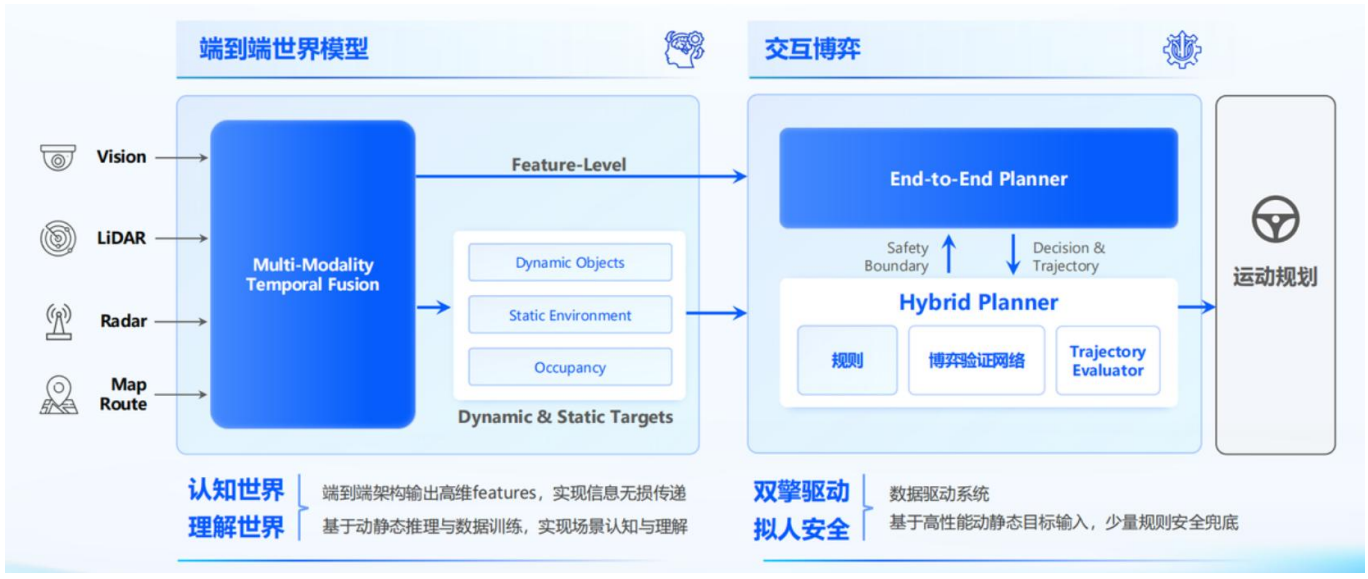 端到端世界模型
交互博弈
Vision
LiDAR
Radar
Map
Route
Multi-Modality
Temporal Fusion
Feature-Level
Dynamic Objects
Static Environment
Occupancy
Dynamic & Static Targets
End-to-End Planner
Safety
Boundary
Decision &
Trajectory
Hybrid Planner
规则
博弈验证网络
Trajectory
Evaluator
运动规划
认知世界
理解世界
端到端架构输出高维features，实现信息无损传递
基于动静态推理与数据训练，实现场景认知与理解
双擎驱动
拟人安全
数据驱动系统
基于高性能动静态目标输入，少量规则安全兜底